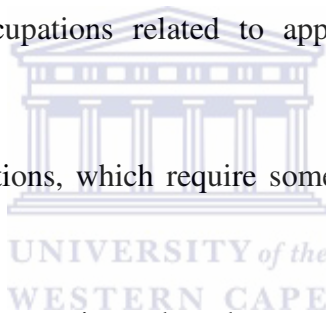 cupations related to app
tions, which require some
UNIVERSITY of the
WESTERN CAPE